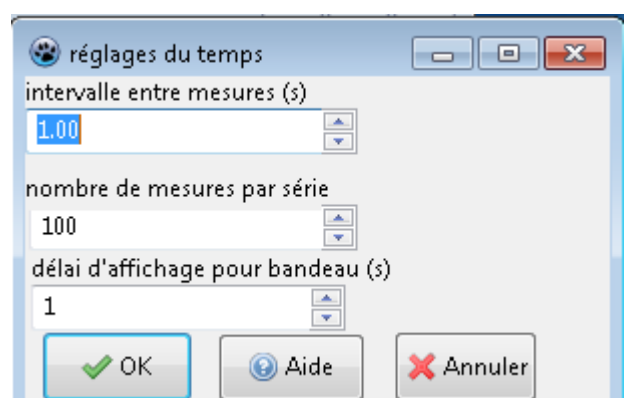 réglages du temps
intervalle entre mesures (s)
1.00
nombre de mesures par série
100
délai d'affichage pour bandeau (s)
1
OK Aide Annuler